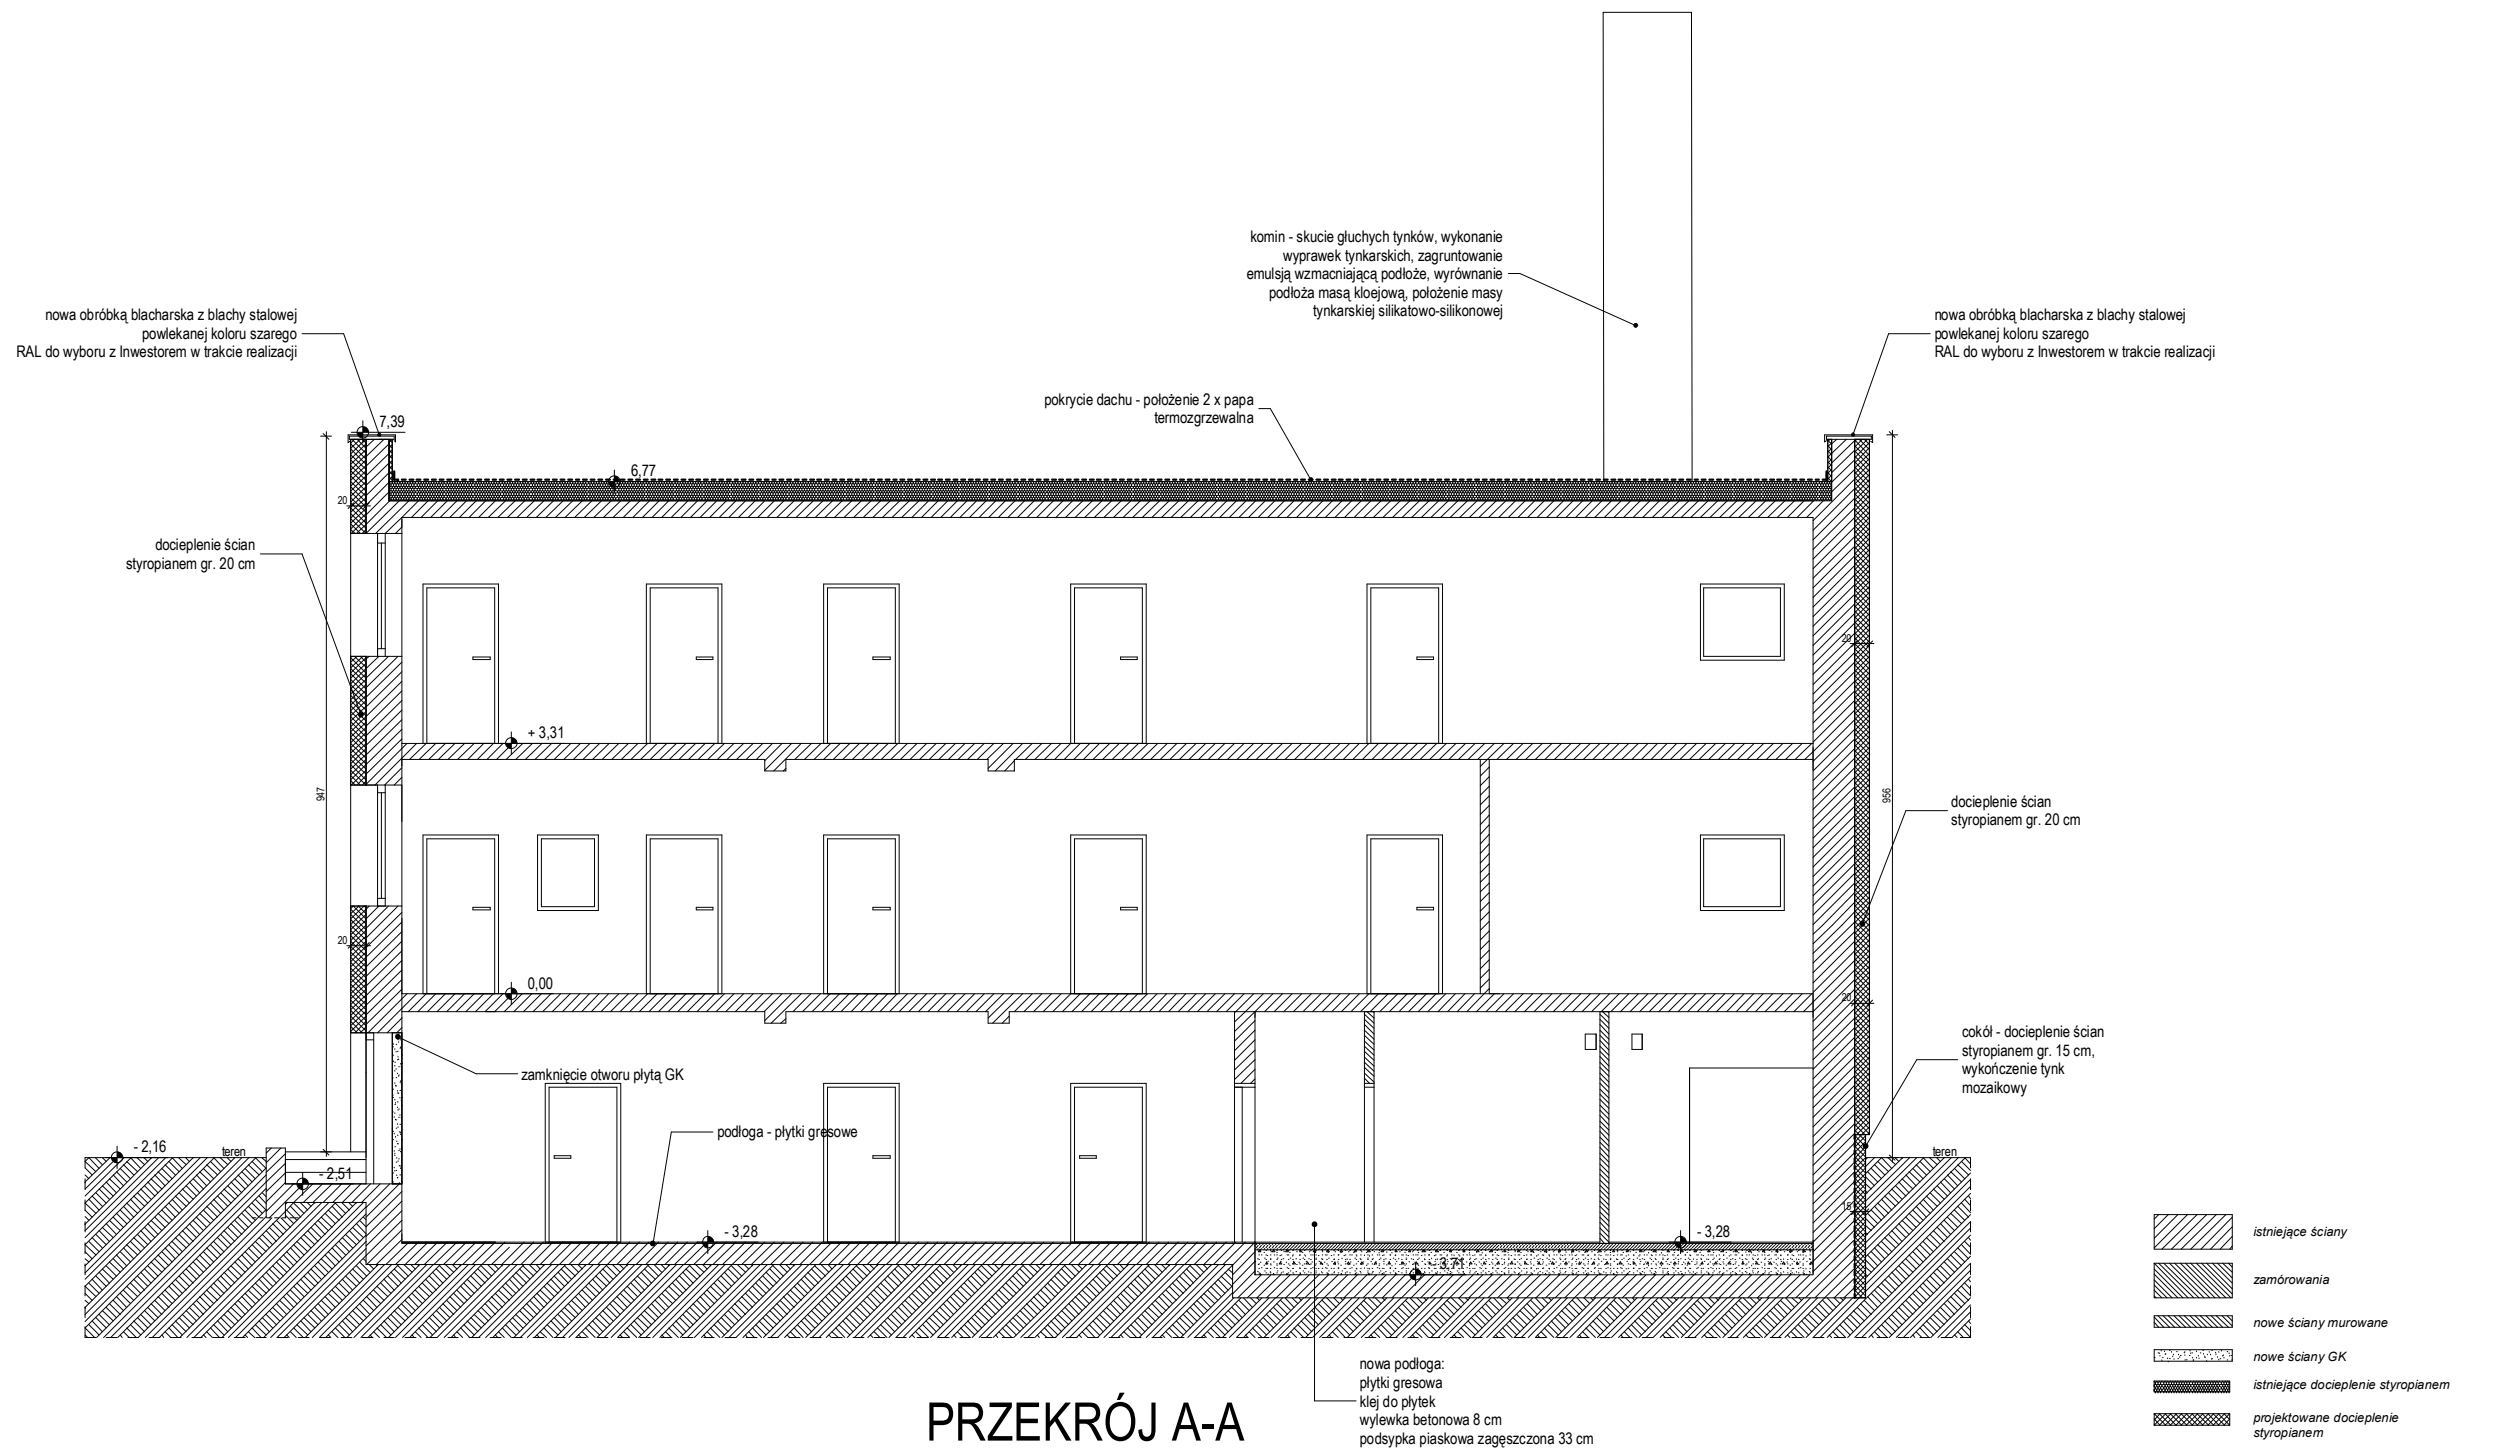 komin - skucie głuchych tynków, wykonanie
wyprawek tynkarskich, zagruntowanie
emulsją wzmacniającą podłoże, wyrównanie
podłoża masą kloejową, położenie masy
tynkarskiej silikatowo-silikonowej
nowa obróbką blacharska z blachy stalowej
powlekanej koloru szarego
RAL do wyboru z Inwestorem w trakcie realizacji
nowa obróbką blacharska z blachy stalowej
powlekanej koloru szarego
RAL do wyboru z Inwestorem w trakcie realizacji
pokrycie dachu - położenie 2 x papa
termozgrzewalna
7,39
6,77
20
docieplenie ścian
styropianem gr. 20 cm
20
+ 3,31
947
956
docieplenie ścian
styropianem gr. 20 cm
20
0,00
20
cokół - docieplenie ścian
styropianem gr. 15 cm,
wykończenie tynk
mozaikowy
zamknięcie otworu płytą GK
podłoga - płytki gresowe
- 2,16
teren
teren
- 2,51
15
- 3,28
- 3,28
- 3,71
istniejące ściany
zamórowania
nowe ściany murowane
nowe ściany GK
istniejące docieplenie styropianem
projektowane docieplenie
styropianem
nowa podłoga:
płytki gresowa
klej do płytek
wylewka betonowa 8 cm
podsypka piaskowa zagęszczona 33 cm
PRZEKRÓJ A-A